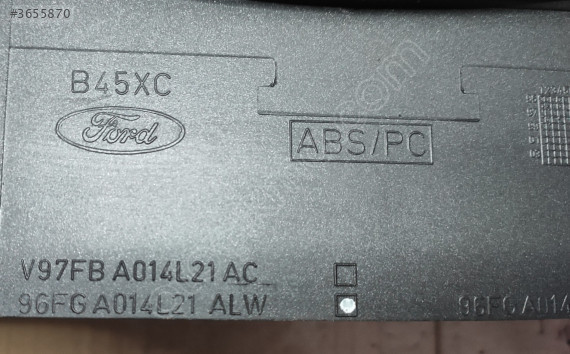 #3655870
B45XC
Ford
ABS/PC
V97FB A014L21 AC_
96FG A014L21 ALW
96FG A014